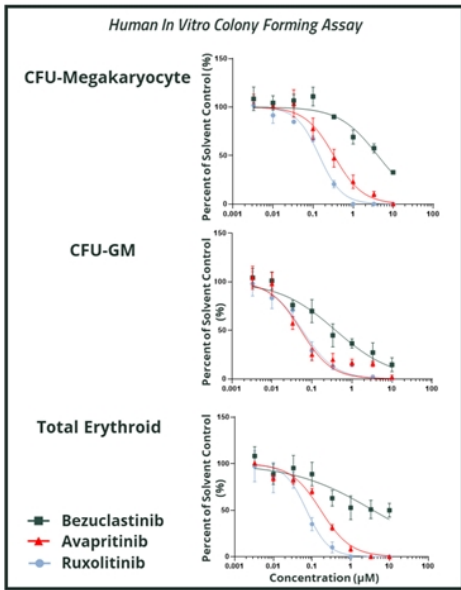 Human In Vitro Colony Forming Assay
CFU-Megakaryocyte
Percent of Solvent Control (%)
150
100
50
0
0.001
0.01
0.1
1
10
100
CFU-GM
Percent of Solvent Control
(%)
150
100
50
0
0.001
0.01
0.1
1
10
100
Total Erythroid
Percent of Solvent Control
(%)
150
100
50
0
0.001
0.01
0.1
1
10
100
Concentration (µM)
Bezuclastinib
Avapritinib
Ruxolitinib